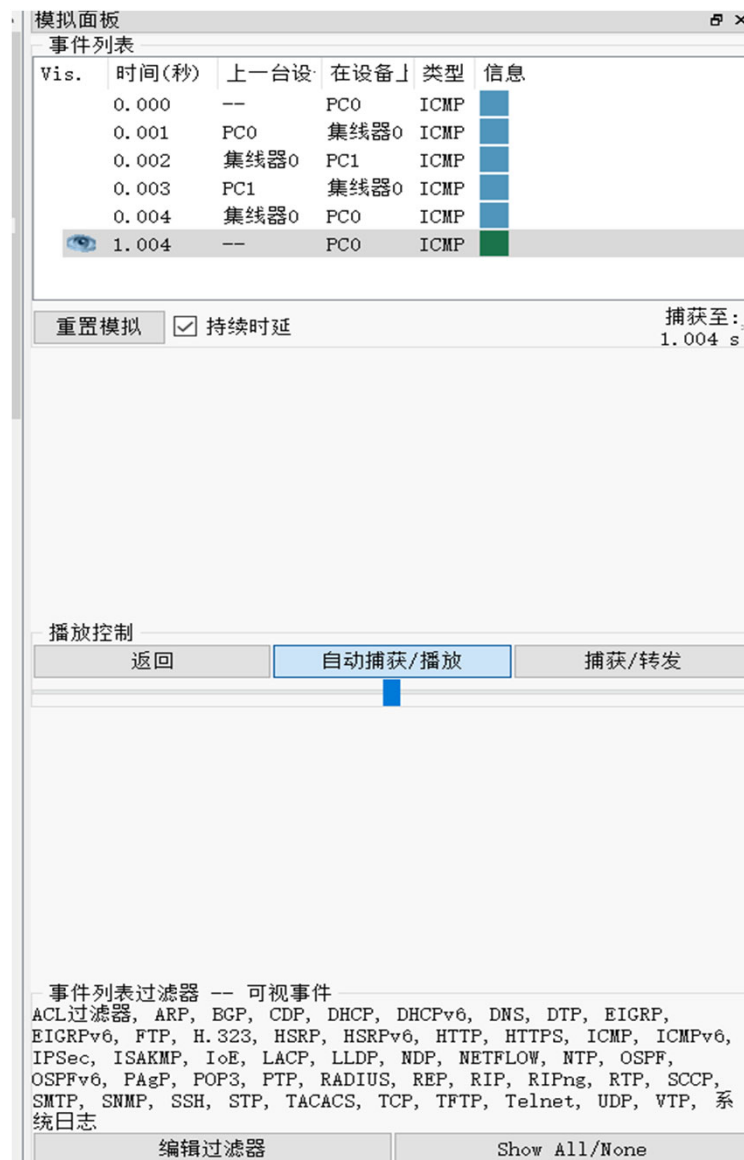 模拟面板
事件列表
Vis. 时间(秒) 上一台设 在设备上 类型 信息
0.000 -- PC0 ICMP
0.001 PC0 集线器0 ICMP
0.002 集线器0 PC1 ICMP
0.003 PC1 集线器0 ICMP
0.004 集线器0 PC0 ICMP
1.004 -- PC0 ICMP
重置模拟 持续时延 捕获至:
1.004 s
播放控制
返回 自动捕获/播放 捕获/转发
事件列表过滤器 -- 可视事件
ACL过滤器, ARP, BGP, CDP, DHCP, DHCPv6, DNS, DTP, EIGRP,
EIGRPv6, FTP, H.323, HSRP, HSRPv6, HTTP, HTTPS, ICMP, ICMPv6,
IPSec, ISAKMP, IoE, LACP, LLDP, NDP, NETFLOW, NTP, OSPF,
OSPFv6, PAgP, POP3, PTP, RADIUS, REP, RIP, RIPng, RTP, SCCP,
SMTP, SNMP, SSH, STP, TACACS, TCP, TFTP, Telnet, UDP, VTP, 系
统日志
编辑过滤器 Show All/None